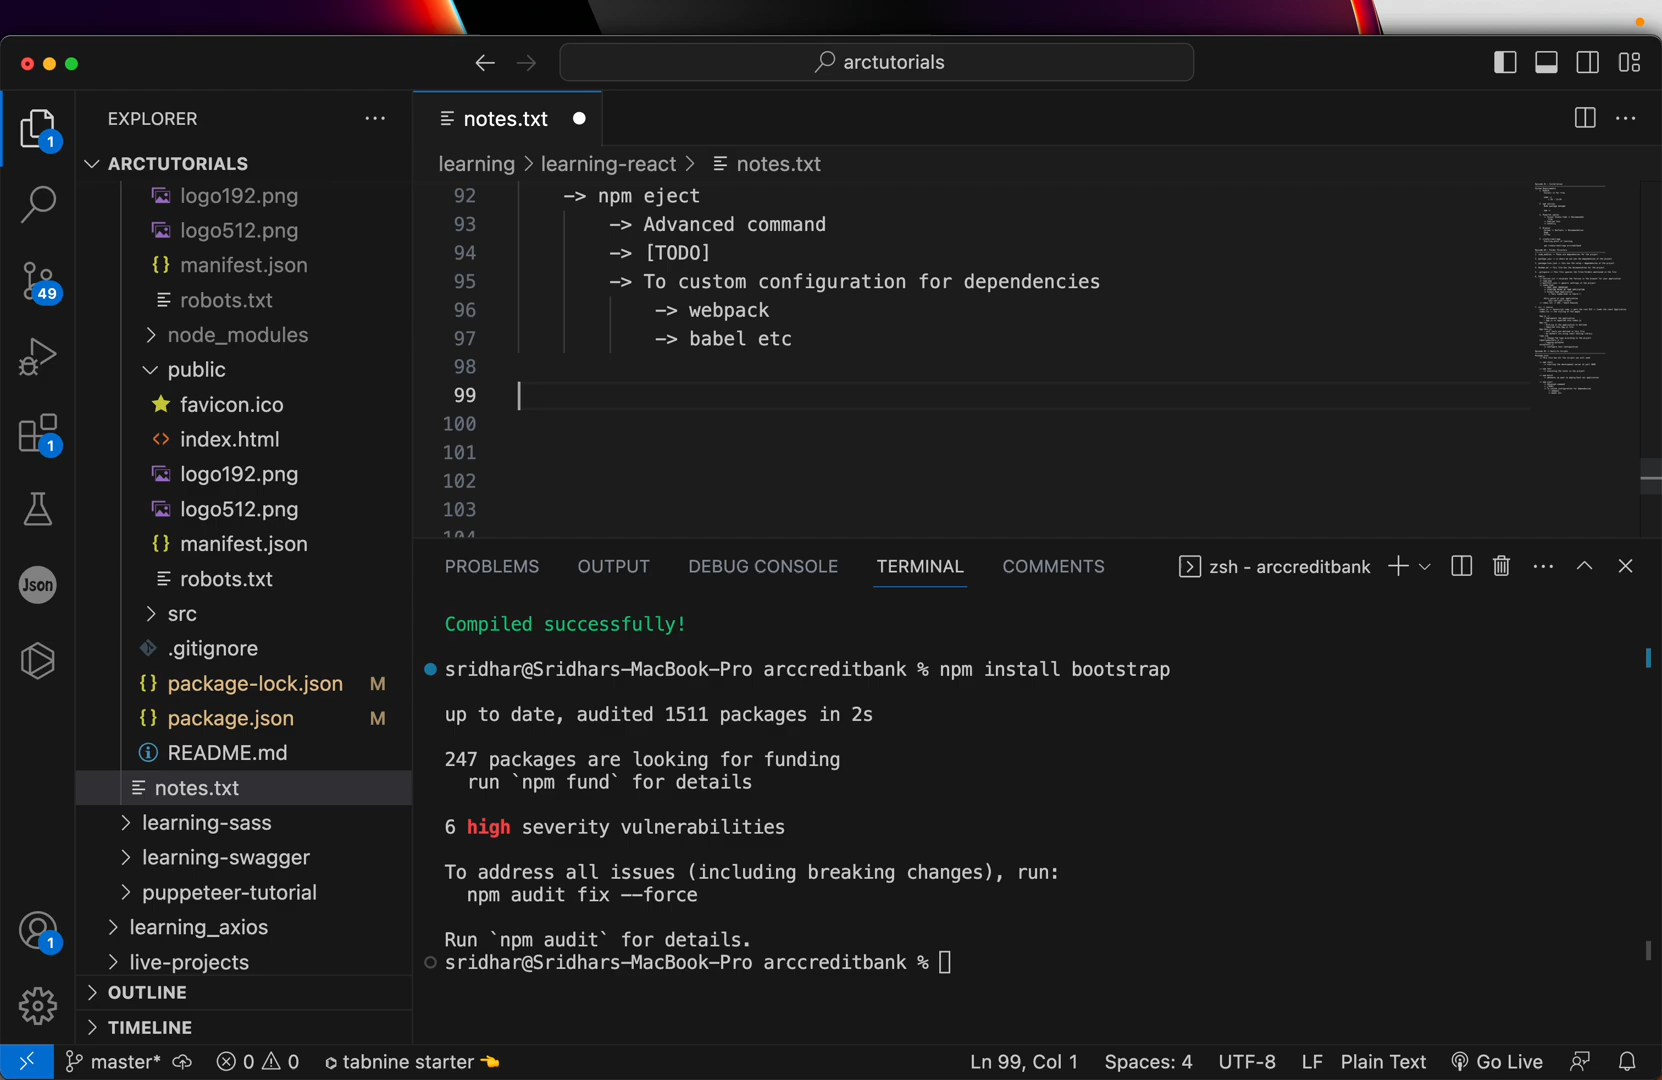 arctutorials
EXPLORER
notes.txt
1
ARCTUTORIALS
learning > learning-react > notes.txt
logo192.png
logo512.png
{} manifest.json
robots.txt
node_modules
public
favicon.ico
<> index.html
logo192.png
logo512.png
{} manifest.json
robots.txt
src
.gitignore
{} package-lock.json M
{} package.json M
README.md
notes.txt
learning-sass
learning-swagger
puppeteer-tutorial
learning_axios
live-projects
OUTLINE
TIMELINE
49
1
Json
1
92 -> npm eject
93 -> Advanced command
94 -> [TODO]
95 -> To custom configuration for dependencies
96 -> webpack
97 -> babel etc
98
99
100
101
102
103
104
PROBLEMS OUTPUT DEBUG CONSOLE TERMINAL COMMENTS zsh - arccreditbank
Compiled successfully!
sridhar@Sridhars-MacBook-Pro arccreditbank % npm install bootstrap
up to date, audited 1511 packages in 2s
247 packages are looking for funding
run `npm fund` for details
6 high severity vulnerabilities
To address all issues (including breaking changes), run:
npm audit fix --force
Run `npm audit` for details.
sridhar@Sridhars-MacBook-Pro arccreditbank %
master* 0 0 tabnine starter Ln 99, Col 1 Spaces: 4 UTF-8 LF Plain Text Go Live